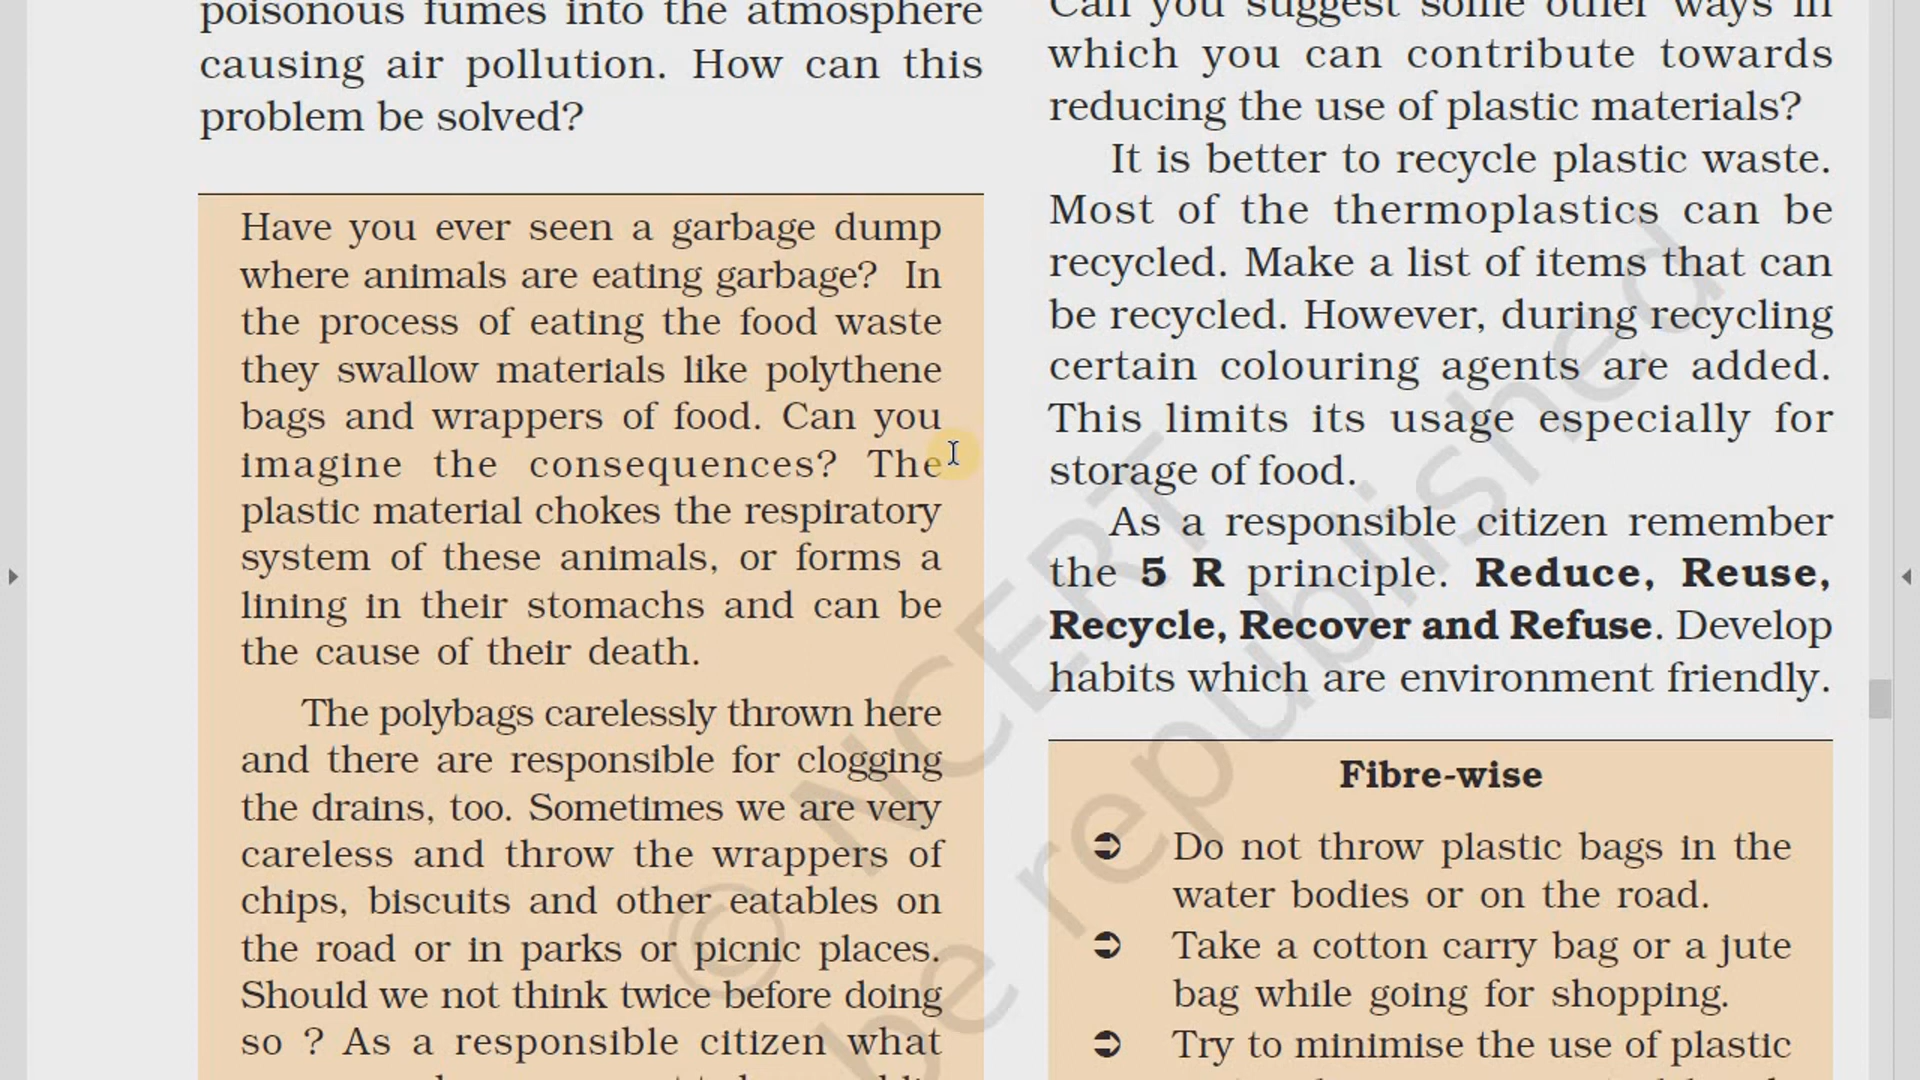 poisonous fumes into the atmosphere
causing air pollution. How can this
problem be solved?
Have you ever seen a garbage dump
where animals are eating garbage? In
the process of eating the food waste
they swallow materials like polythene
bags and wrappers of food. Can you
imagine the consequences? The
plastic material chokes the respiratory
system of these animals, or forms a
lining in their stomachs and can be
the cause of their death.
The polybags carelessly thrown here
and there are responsible for clogging
the drains, too. Sometimes we are very
careless and throw the wrappers of
chips, biscuits and other eatables on
the road or in parks or picnic places.
Should we not think twice before doing
so ? As a responsible citizen what
Can you suggest some other ways in
which you can contribute towards
reducing the use of plastic materials?
It is better to recycle plastic waste.
Most of the thermoplastics can be
recycled. Make a list of items that can
be recycled. However, during recycling
certain colouring agents are added.
This limits its usage especially for
storage of food.
As a responsible citizen remember
the 5 R principle. Reduce, Reuse,
Recycle, Recover and Refuse. Develop
habits which are environment friendly.
Fibre-wise
➲ Do not throw plastic bags in the
water bodies or on the road.
➲ Take a cotton carry bag or a jute
bag while going for shopping.
➲ Try to minimise the use of plastic
© NCERT
be republished